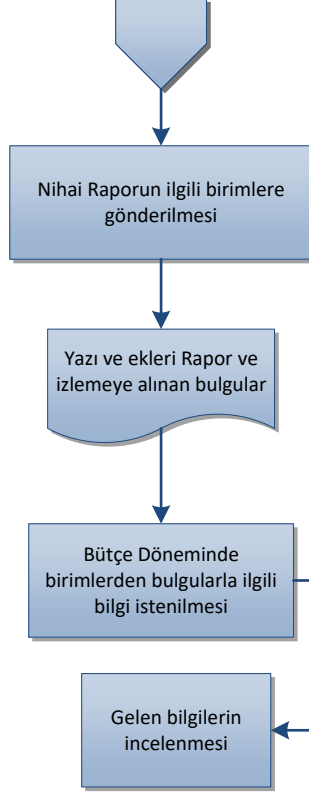 Nihai Raporun ilgili birimlere
gönderilmesi
Yazı ve ekleri Rapor ve
izlemeye alınan bulgular
Bütçe Döneminde
birimlerden bulgularla ilgili
bilgi istenilmesi
Gelen bilgilerin
incelenmesi